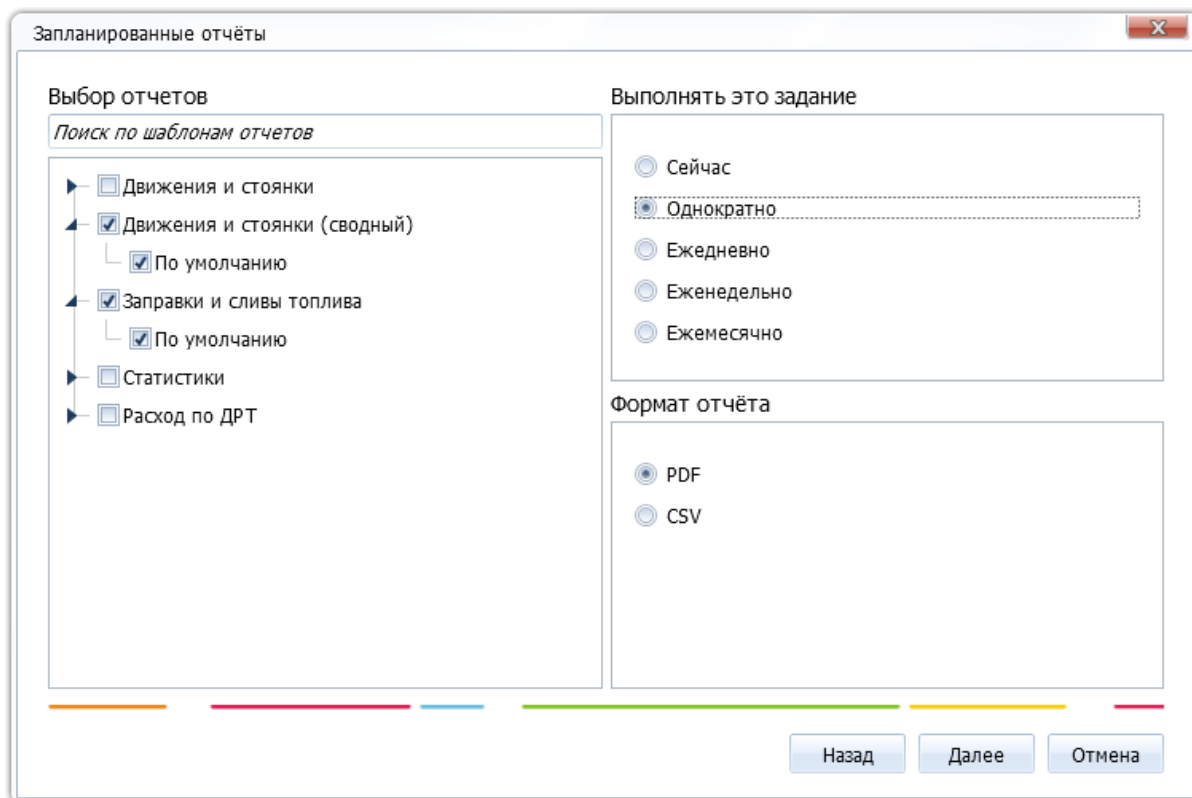 Запланированные отчёты
Выбор отчетов
Поиск по шаблонам отчетов
Движения и стоянки
Движения и стоянки (сводный)
По умолчанию
Заправки и сливы топлива
По умолчанию
Статистики
Расход по ДРТ
Выполнять это задание
Сейчас
Однократно
Ежедневно
Еженедельно
Ежемесячно
Формат отчёта
PDF
CSV
Назад
Далее
Отмена